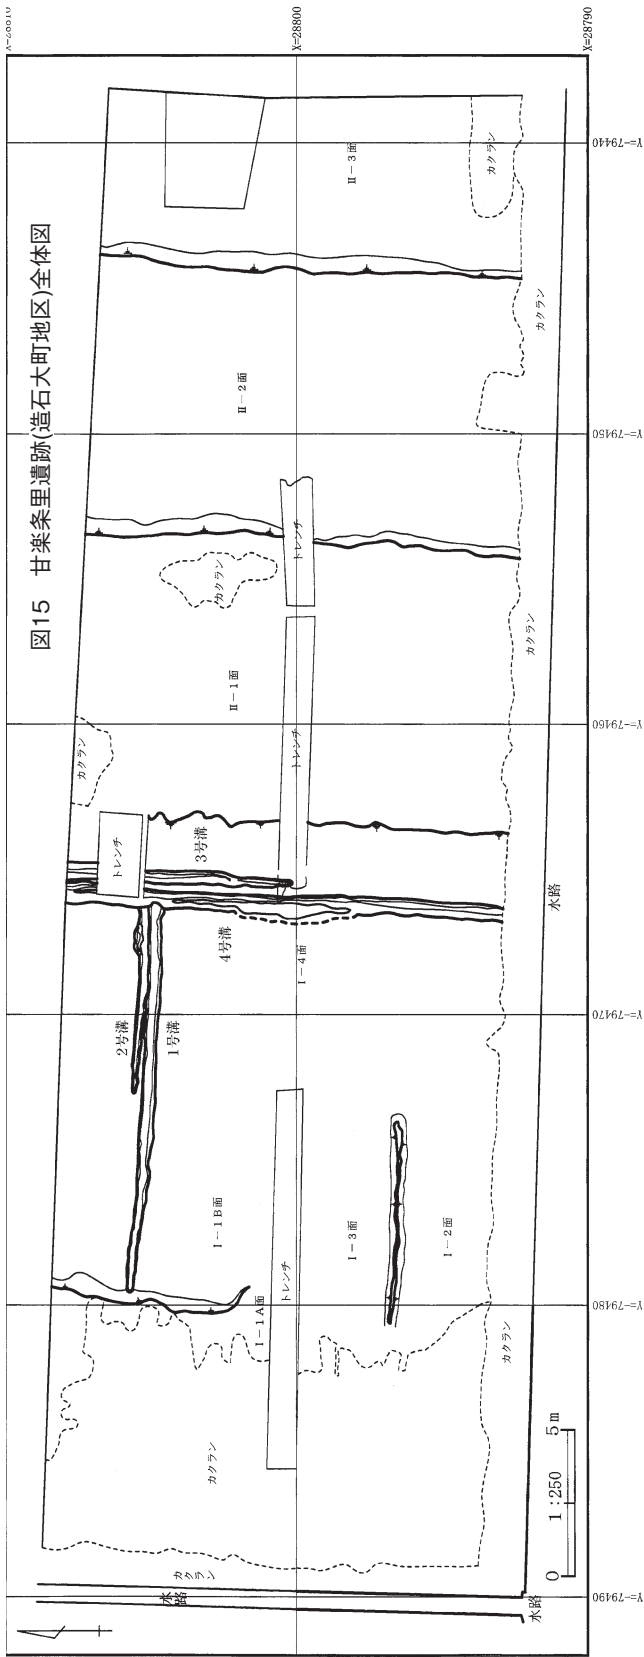 図15　甘楽条里遺跡(造石大町地区)全体図
X=28800
X=28790
Y=-79440
Y=-79450
Y=-79460
Y=-79470
Y=-79480
Y=-79490
Ⅱ－3面
カクラン
カクラン
Ⅱ－2面
トレンチ
カクラン
カクラン
Ⅱ－1面
カクラン
トレンチ
トレンチ
3号溝
4号溝
Ⅰ－4面
水路
2号溝
1号溝
Ⅰ－1B面
Ⅰ－3面
Ⅰ－2面
Ⅰ－1A面
トレンチ
カクラン
カクラン
カクラン
水路
水路
0　1:250　5m